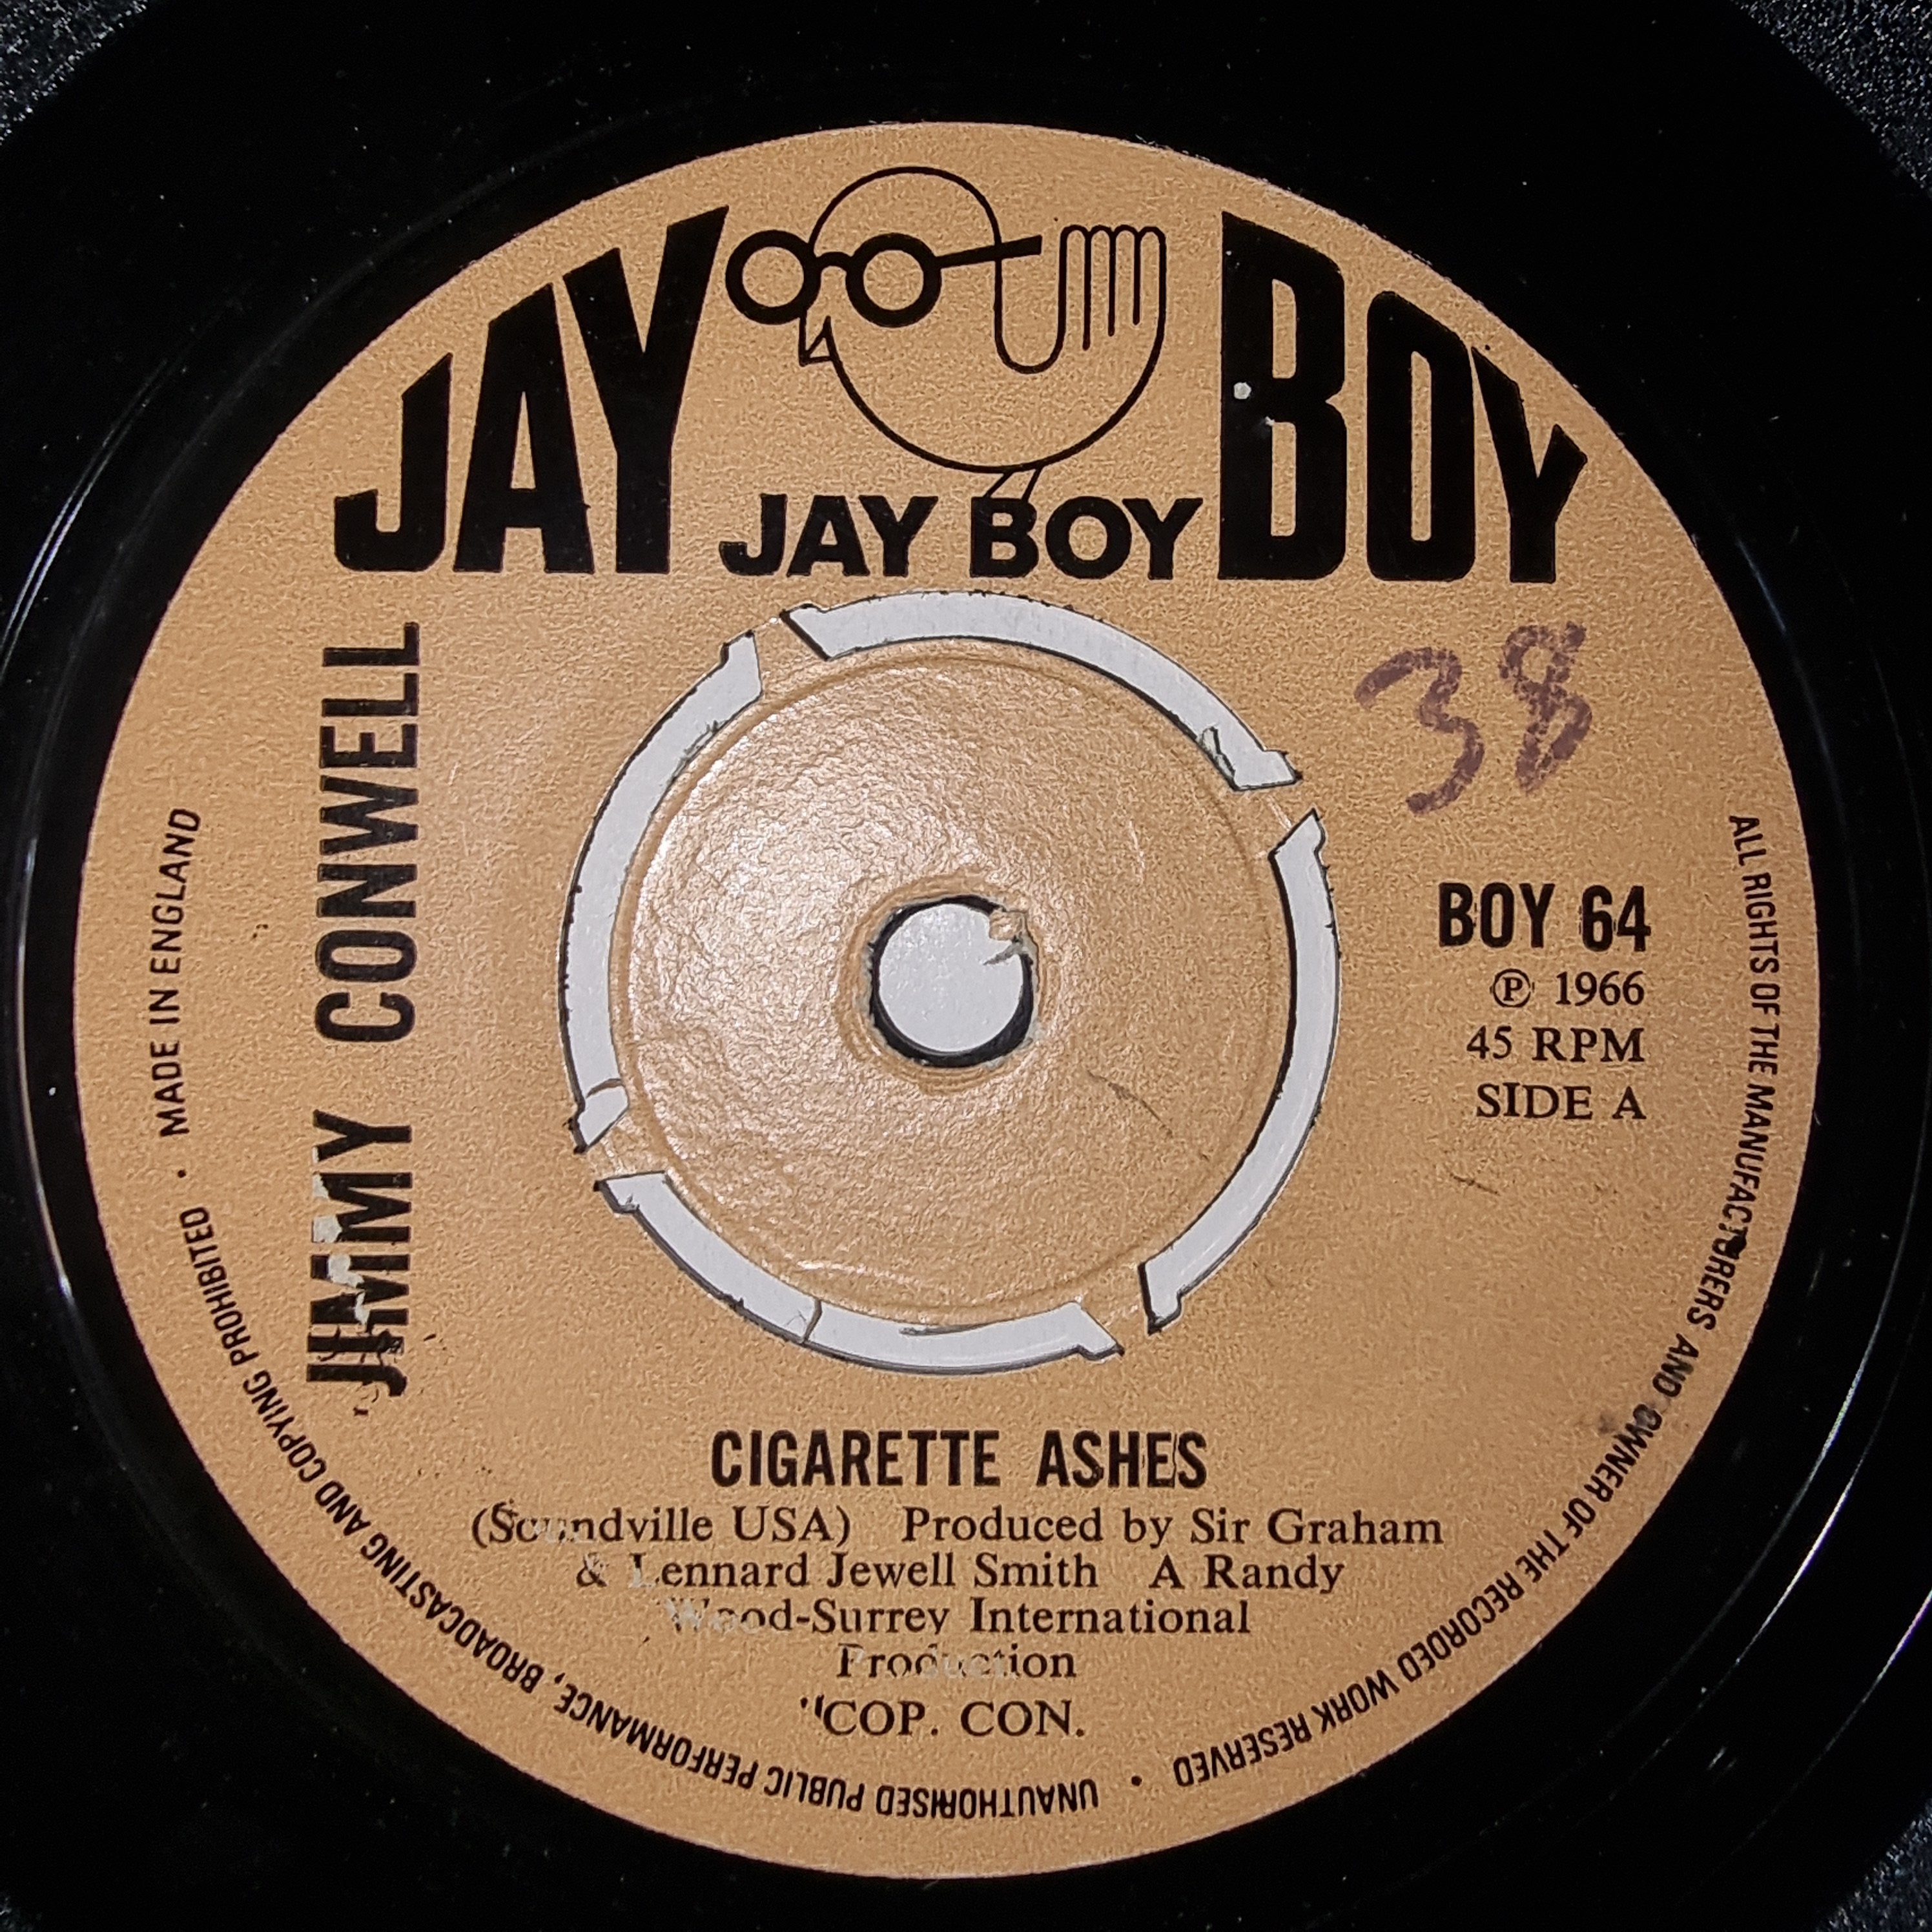 JAY BOY
JAY BOY
38
JIMMY CONWELL
BOY 64
Ⓟ 1966
45 RPM
SIDE A
CIGARETTE ASHES
(Soundville USA) Produced by Sir Graham
& Lennard Jewell Smith A Randy
Wood-Surrey International
Production
COP. CON.
ALL RIGHTS OF THE MANUFACTURERS AND OWNER OF THE RECORDED WORK RESERVED · UNAUTHORISED PUBLIC PERFORMANCE, BROADCASTING AND COPYING PROHIBITED · MADE IN ENGLAND